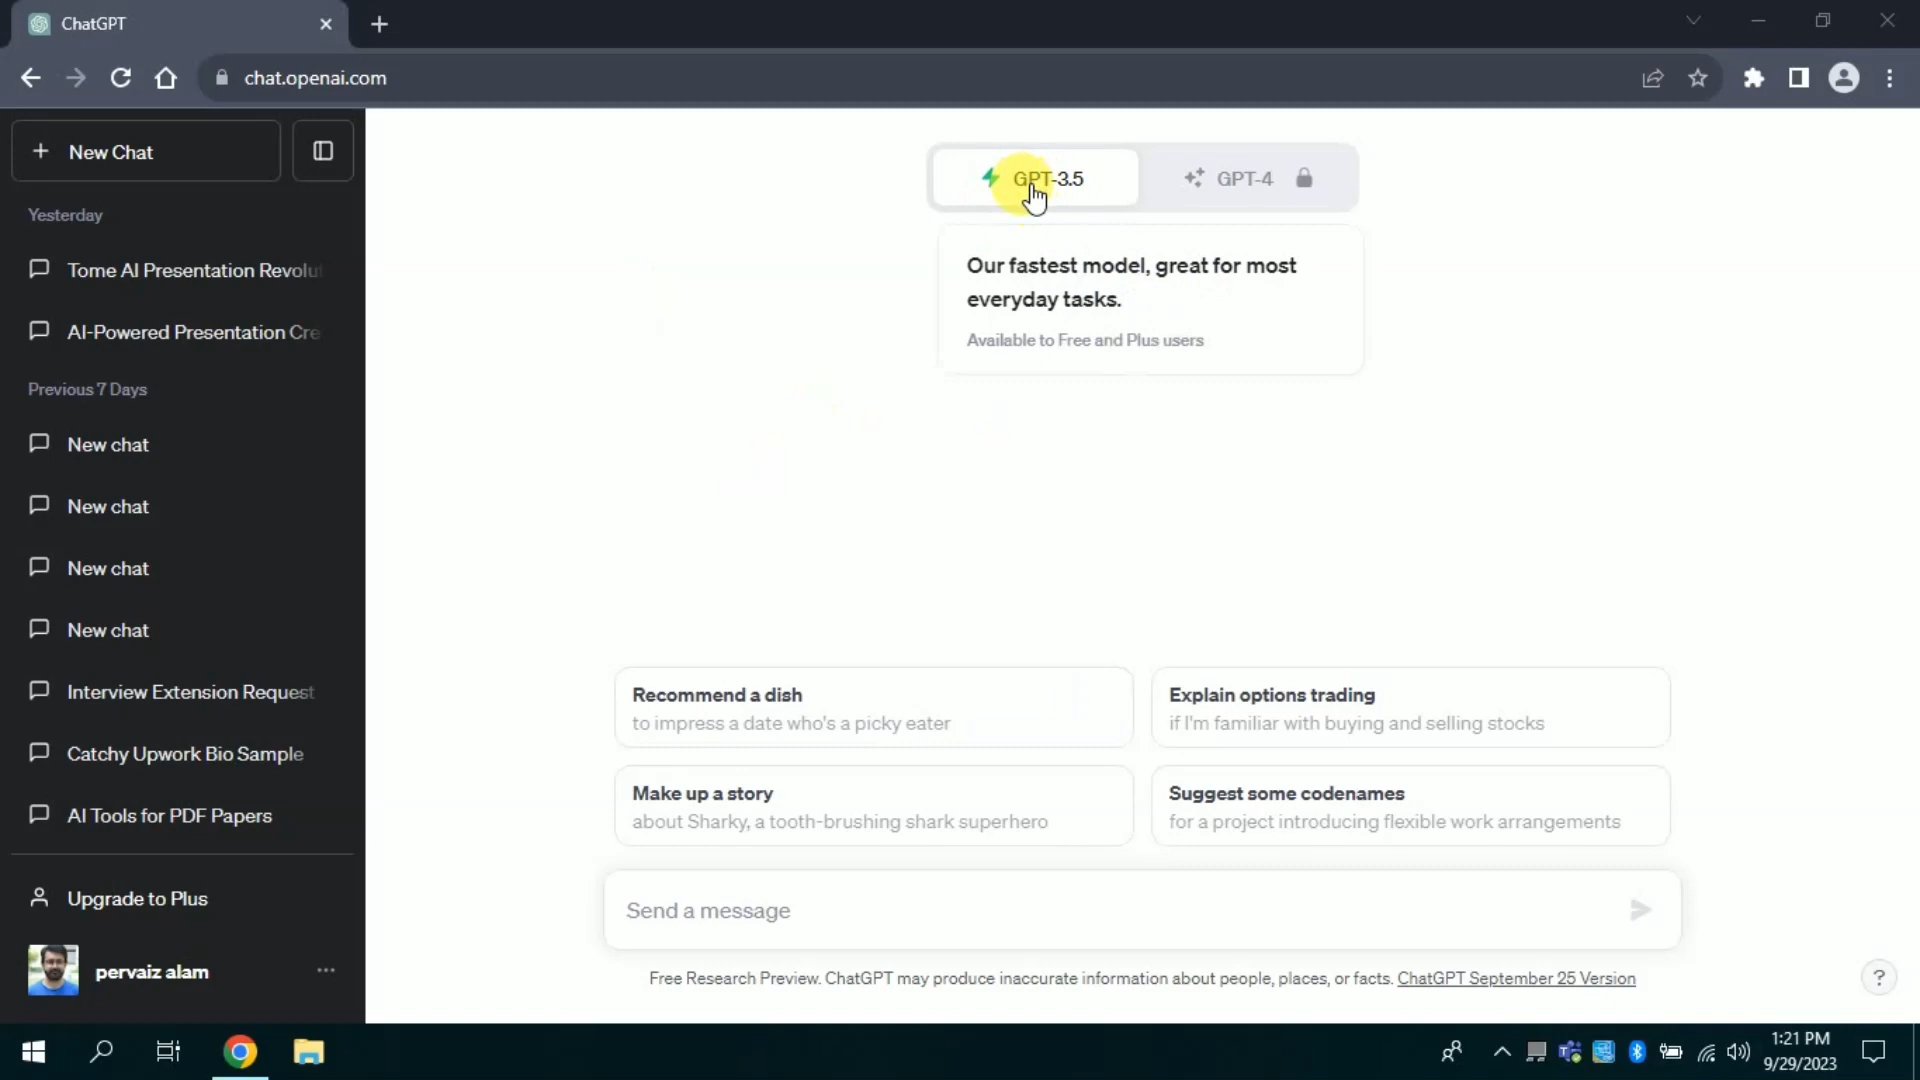 ChatGPT
chat.openai.com
New Chat
Yesterday
Tome AI Presentation Revolut
AI-Powered Presentation Cre
Previous 7 Days
New chat
New chat
New chat
New chat
Interview Extension Request
Catchy Upwork Bio Sample
AI Tools for PDF Papers
Upgrade to Plus
pervaiz alam
GPT-3.5
GPT-4
Our fastest model, great for most
everyday tasks.
Available to Free and Plus users
Recommend a dish
to impress a date who's a picky eater
Explain options trading
if I'm familiar with buying and selling stocks
Make up a story
about Sharky, a tooth-brushing shark superhero
Suggest some codenames
for a project introducing flexible work arrangements
Send a message
Free Research Preview. ChatGPT may produce inaccurate information about people, places, or facts. ChatGPT September 25 Version
?
1:21 PM
9/29/2023